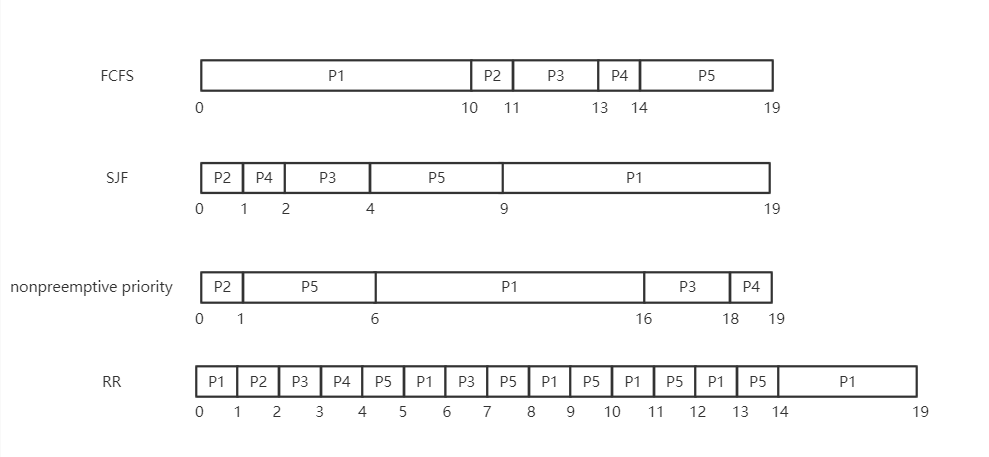 FCFS P1 P2 P3 P4 P5
0 10 11 13 14 19
SJF P2 P4 P3 P5 P1
0 1 2 4 9 19
nonpreemptive priority P2 P5 P1 P3 P4
0 1 6 16 18 19
RR P1 P2 P3 P4 P5 P1 P3 P5 P1 P5 P1 P5 P1 P5 P1
0 1 2 3 4 5 6 7 8 9 10 11 12 13 14 19